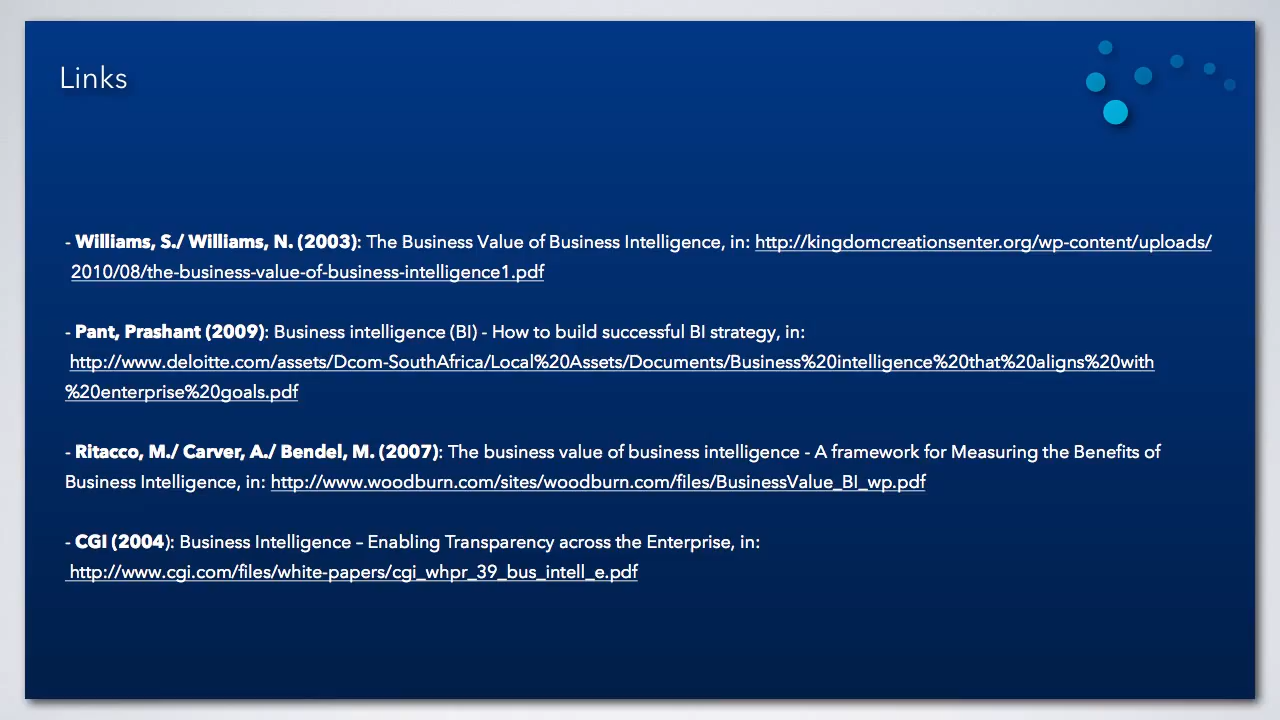 Links
- Williams, S./ Williams, N. (2003): The Business Value of Business Intelligence, in: http://kingdomcreationsenter.org/wp-content/uploads/
2010/08/the-business-value-of-business-intelligence1.pdf
- Pant, Prashant (2009): Business intelligence (BI) - How to build successful BI strategy, in:
http://www.deloitte.com/assets/Dcom-SouthAfrica/Local%20Assets/Documents/Business%20intelligence%20that%20aligns%20with
%20enterprise%20goals.pdf
- Ritacco, M./ Carver, A./ Bendel, M. (2007): The business value of business intelligence - A framework for Measuring the Benefits of
Business Intelligence, in: http://www.woodburn.com/sites/woodburn.com/files/BusinessValue_BI_wp.pdf
- CGI (2004): Business Intelligence – Enabling Transparency across the Enterprise, in:
http://www.cgi.com/files/white-papers/cgi_whpr_39_bus_intell_e.pdf